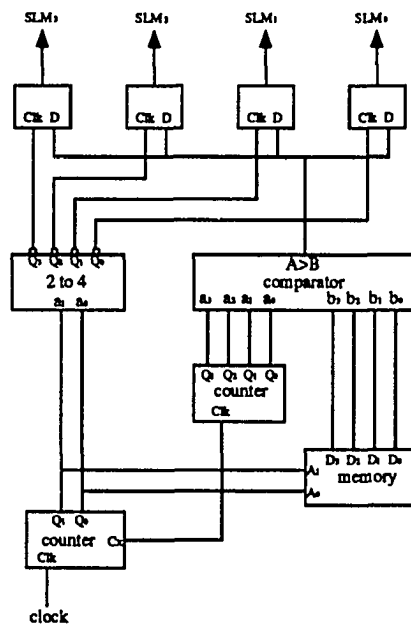 SLM₃ SLM₂ SLM₁ SLM₀
Clk D Clk D Clk D Clk D
Q₃ Q₂ Q₁ Q₀
2 to 4
a₁ a₀
A>B
comparator
a₃ a₂ a₁ a₀ b₃ b₂ b₁ b₀
Q₃ Q₂ Q₁ Q₀
counter
Clk
D₃ D₂ D₁ D₀
A₁
memory
A₀
Q₁ Q₀
counter
Clk
clock